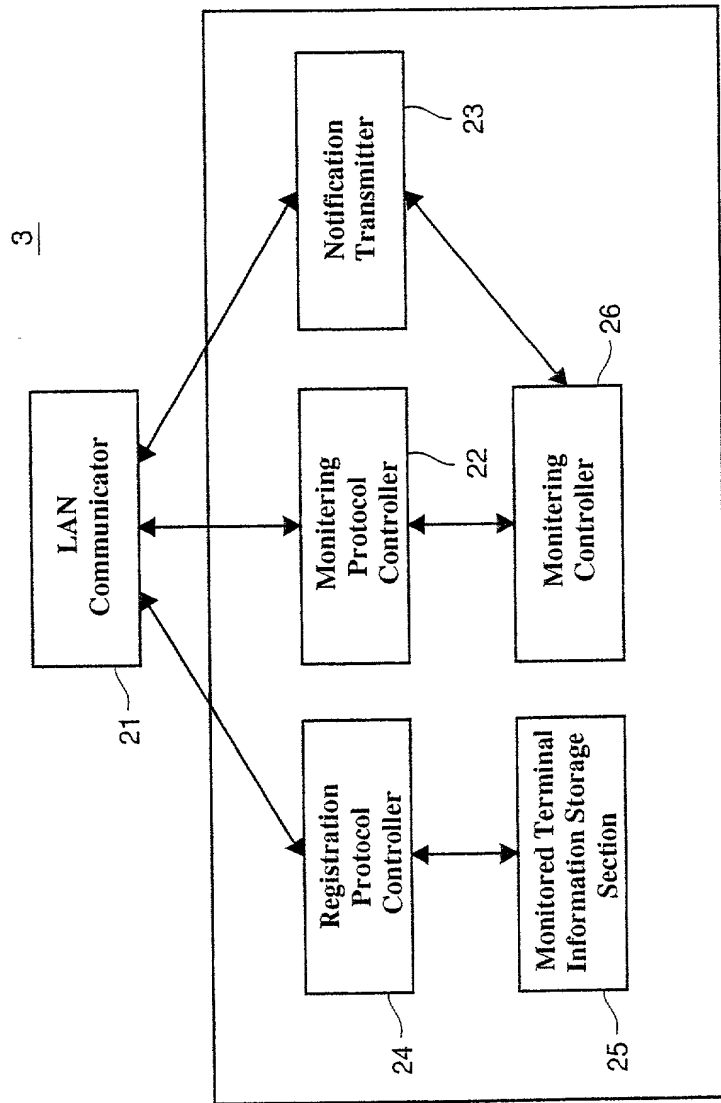 3
LAN
Communicator
21
Registration
Protocol
Controller
24
Monitering
Protocol
Controller
22
Notification
Transmitter
23
Monitored Terminal
Information Storage
Section
25
Monitering
Controller
26